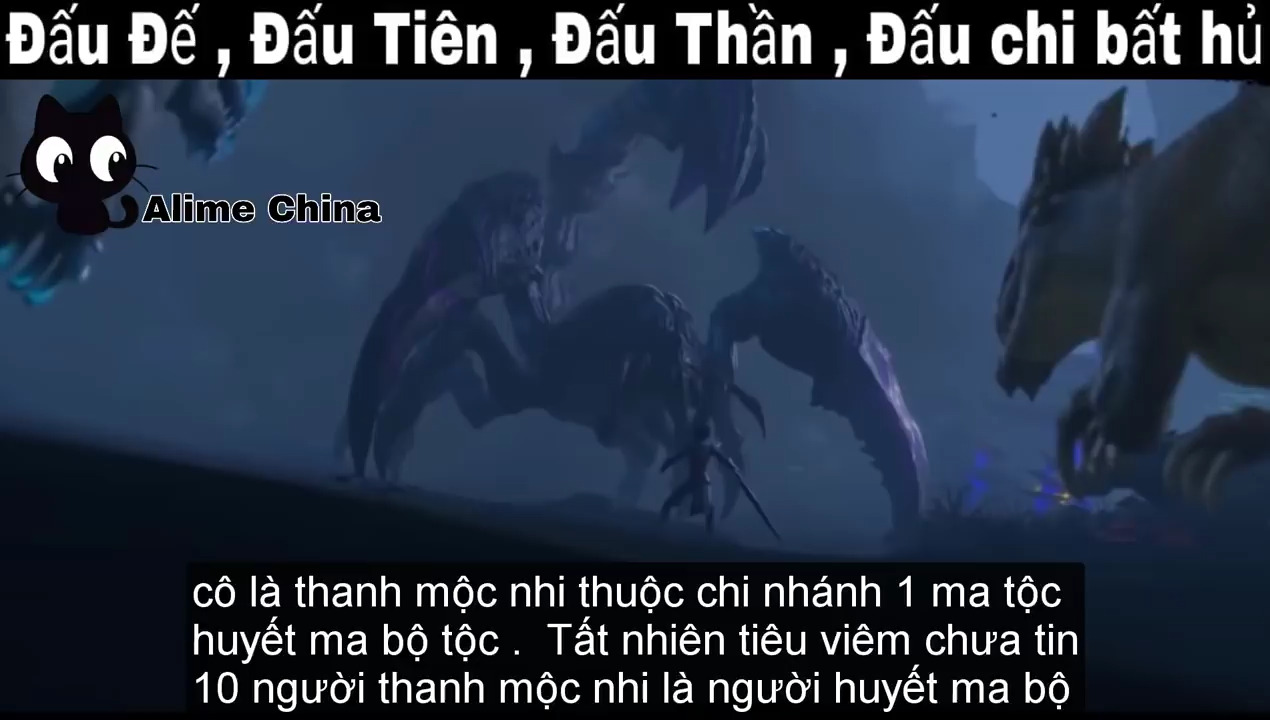 Đấu Đế , Đấu Tiên , Đấu Thần , Đấu chi bất hủ
Alime China
cô là thanh mộc nhi thuộc chi nhánh 1 ma tộc
huyết ma bộ tộc .  Tất nhiên tiêu viêm chưa tin
10 người thanh mộc nhi là người huyết ma bộ